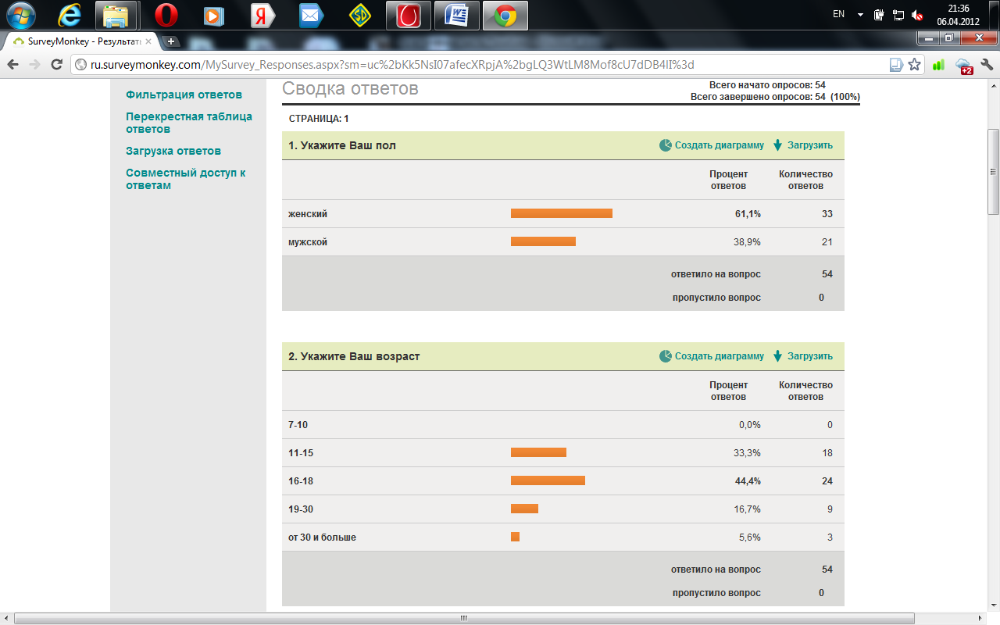 EN
21:36
06.04.2012
SurveyMonkey - Результаты
ru.surveymonkey.com/MySurvey_Responses.aspx?sm=uc%2bKk5NsI07afecXRpjA%2bgLQ3WtLM8Mof8cU7dDB4lI%3d
+2
Фильтрация ответов
Перекрестная таблица
ответов
Загрузка ответов
Совместный доступ к
ответам
Сводка ответов
Всего начато опросов: 54
Всего завершено опросов: 54 (100%)
СТРАНИЦА: 1
1. Укажите Ваш пол Создать диаграмму Загрузить
Процент Количество
ответов ответов
женский 61,1% 33
мужской 38,9% 21
ответило на вопрос 54
пропустило вопрос 0
2. Укажите Ваш возраст Создать диаграмму Загрузить
Процент Количество
ответов ответов
7-10 0,0% 0
11-15 33,3% 18
16-18 44,4% 24
19-30 16,7% 9
от 30 и больше 5,6% 3
ответило на вопрос 54
пропустило вопрос 0